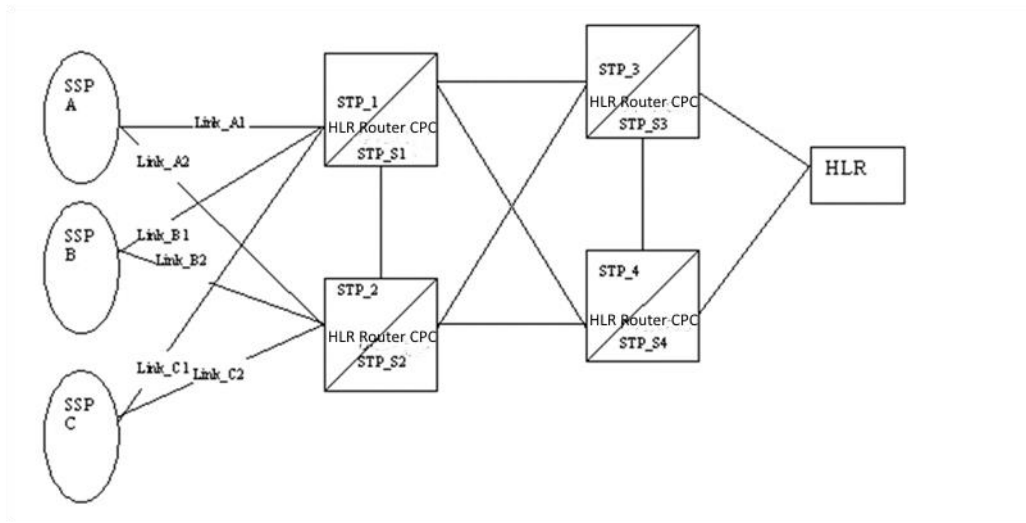 SSP
A
Link_A1
Link_A2
SSP
B
Link_B1
Link_B2
SSP
C
Link_C1
Link_C2
STP_1
HLR Router CPC
STP_S1
STP_2
HLR Router CPC
STP_S2
STP_3
HLR Router CPC
STP_S3
STP_4
HLR Router CPC
STP_S4
HLR